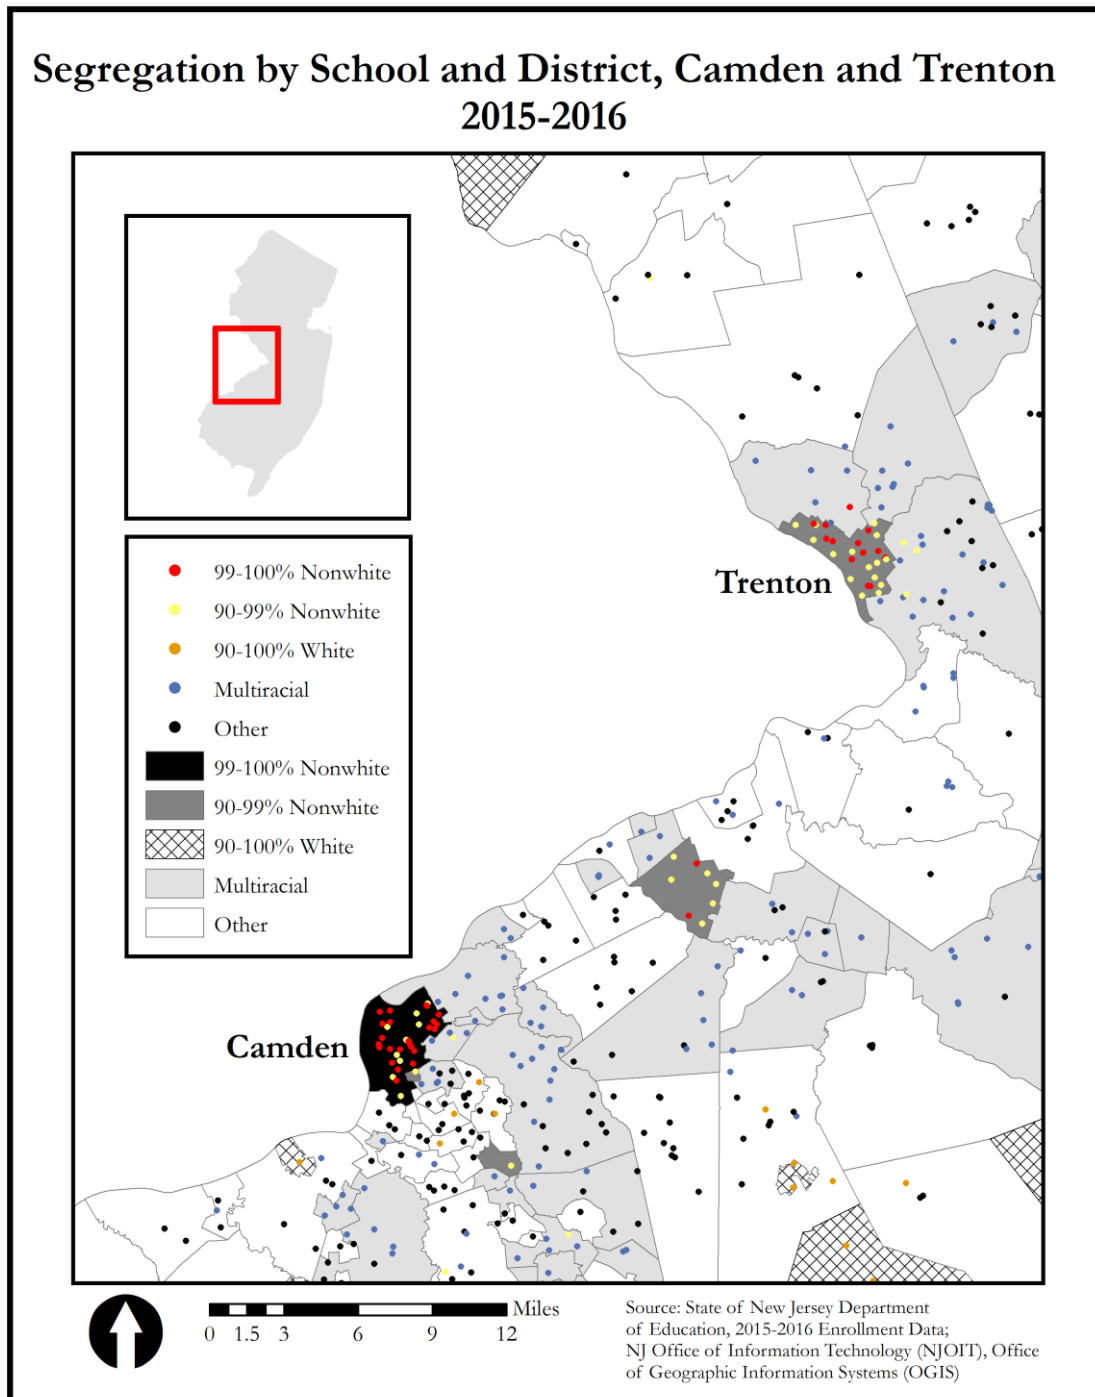 Segregation by School and District, Camden and Trenton
2015-2016
99-100% Nonwhite
90-99% Nonwhite
90-100% White
Multiracial
Other
99-100% Nonwhite
90-99% Nonwhite
90-100% White
Multiracial
Other
Trenton
Camden
Miles
0 1.5 3 6 9 12
Source: State of New Jersey Department
of Education, 2015-2016 Enrollment Data;
NJ Office of Information Technology (NJOIT), Office
of Geographic Information Systems (OGIS)